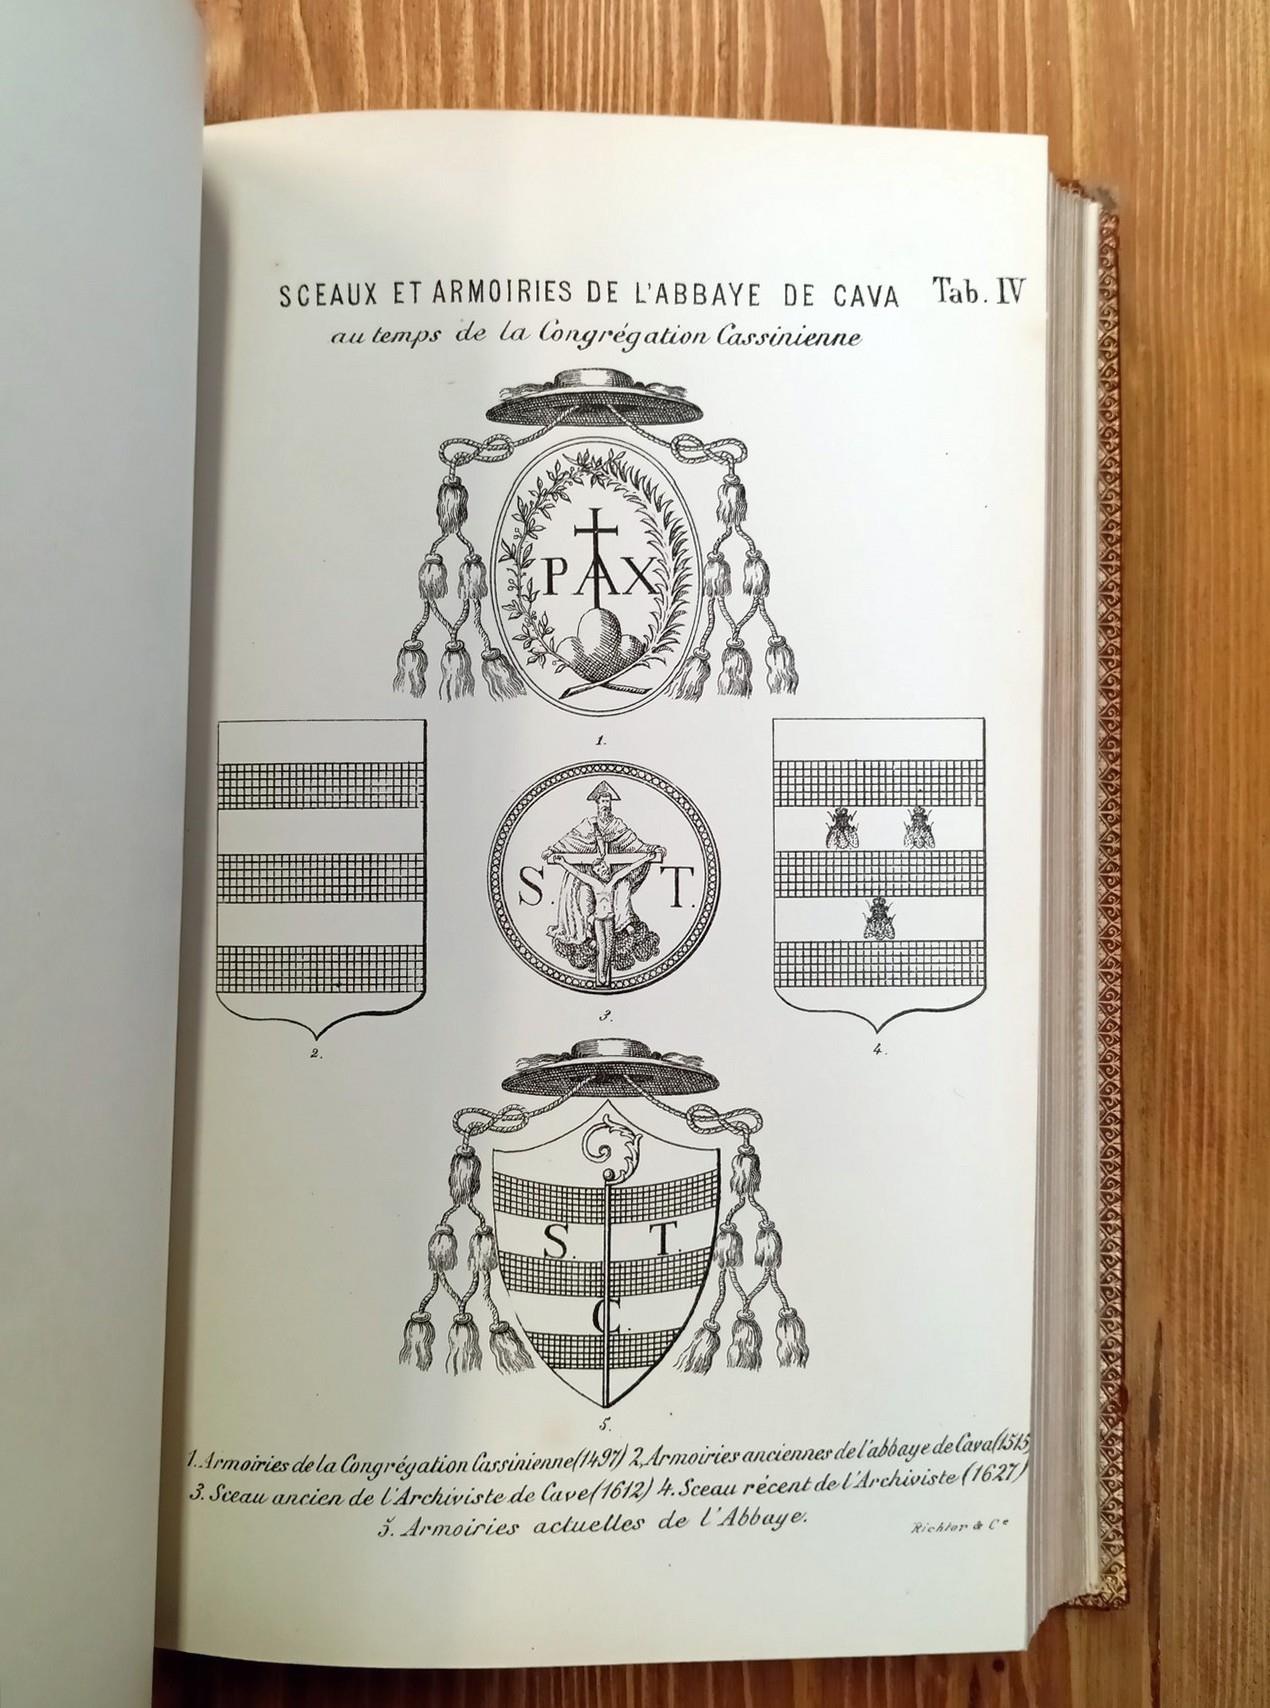 SCEAUX ET ARMOIRIES DE L'ABBAYE DE CAVA Tab. IV
au temps de la Congrégation Cassinienne
PAX
1.
S. T.
2.
3.
4.
S. T.
C.
5.
1. Armoiries de la Congrégation Cassinienne (1497) 2, Armoiries anciennes de l'abbaye de Cava (1515)
3. Sceau ancien de l'Archiviste de Cave (1612) 4. Sceau récent de l'Archiviste (1627)
5. Armoiries actuelles de l'Abbaye.
Richter & Cᵉ